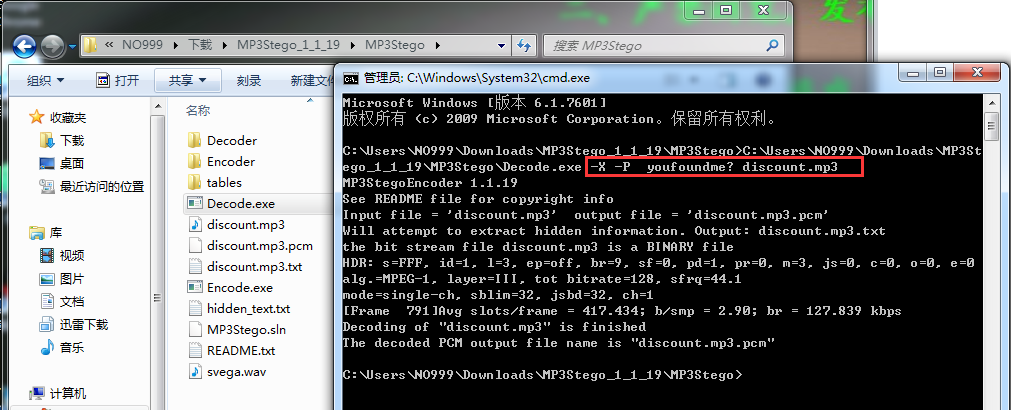 二、产 发
NO999 ▸ 下载 ▸ MP3Stego_1_1_19 ▸ MP3Stego ▸
搜索 MP3Stego
组织 打开 共享 刻录 新建文件
收藏夹
下载
桌面
最近访问的位置
库
视频
图片
文档
迅雷下载
音乐
计算机
名称
Decoder
Encoder
tables
Decode.exe
discount.mp3
discount.mp3.pcm
discount.mp3.txt
Encode.exe
hidden_text.txt
MP3Stego.sln
README.txt
svega.wav
管理员: C:\Windows\System32\cmd.exe
Microsoft Windows [版本 6.1.7601]
版权所有 (c) 2009 Microsoft Corporation。保留所有权利。
C:\Users\NO999\Downloads\MP3Stego_1_1_19\MP3Stego>C:\Users\NO999\Downloads\MP3St
ego_1_1_19\MP3Stego\Decode.exe -X -P youfoundme? discount.mp3
MP3StegoEncoder 1.1.19
See README file for copyright info
Input file = 'discount.mp3' output file = 'discount.mp3.pcm'
Will attempt to extract hidden information. Output: discount.mp3.txt
the bit stream file discount.mp3 is a BINARY file
HDR: s=FFF, id=1, l=3, ep=off, br=9, sf=0, pd=1, pr=0, m=3, js=0, c=0, o=0, e=0
alg.=MPEG-1, layer=III, tot bitrate=128, sfrq=44.1
mode=single-ch, sblim=32, jsbd=32, ch=1
[Frame 791]Avg slots/frame = 417.434; b/smp = 2.90; br = 127.839 kbps
Decoding of "discount.mp3" is finished
The decoded PCM output file name is "discount.mp3.pcm"
C:\Users\NO999\Downloads\MP3Stego_1_1_19\MP3Stego>